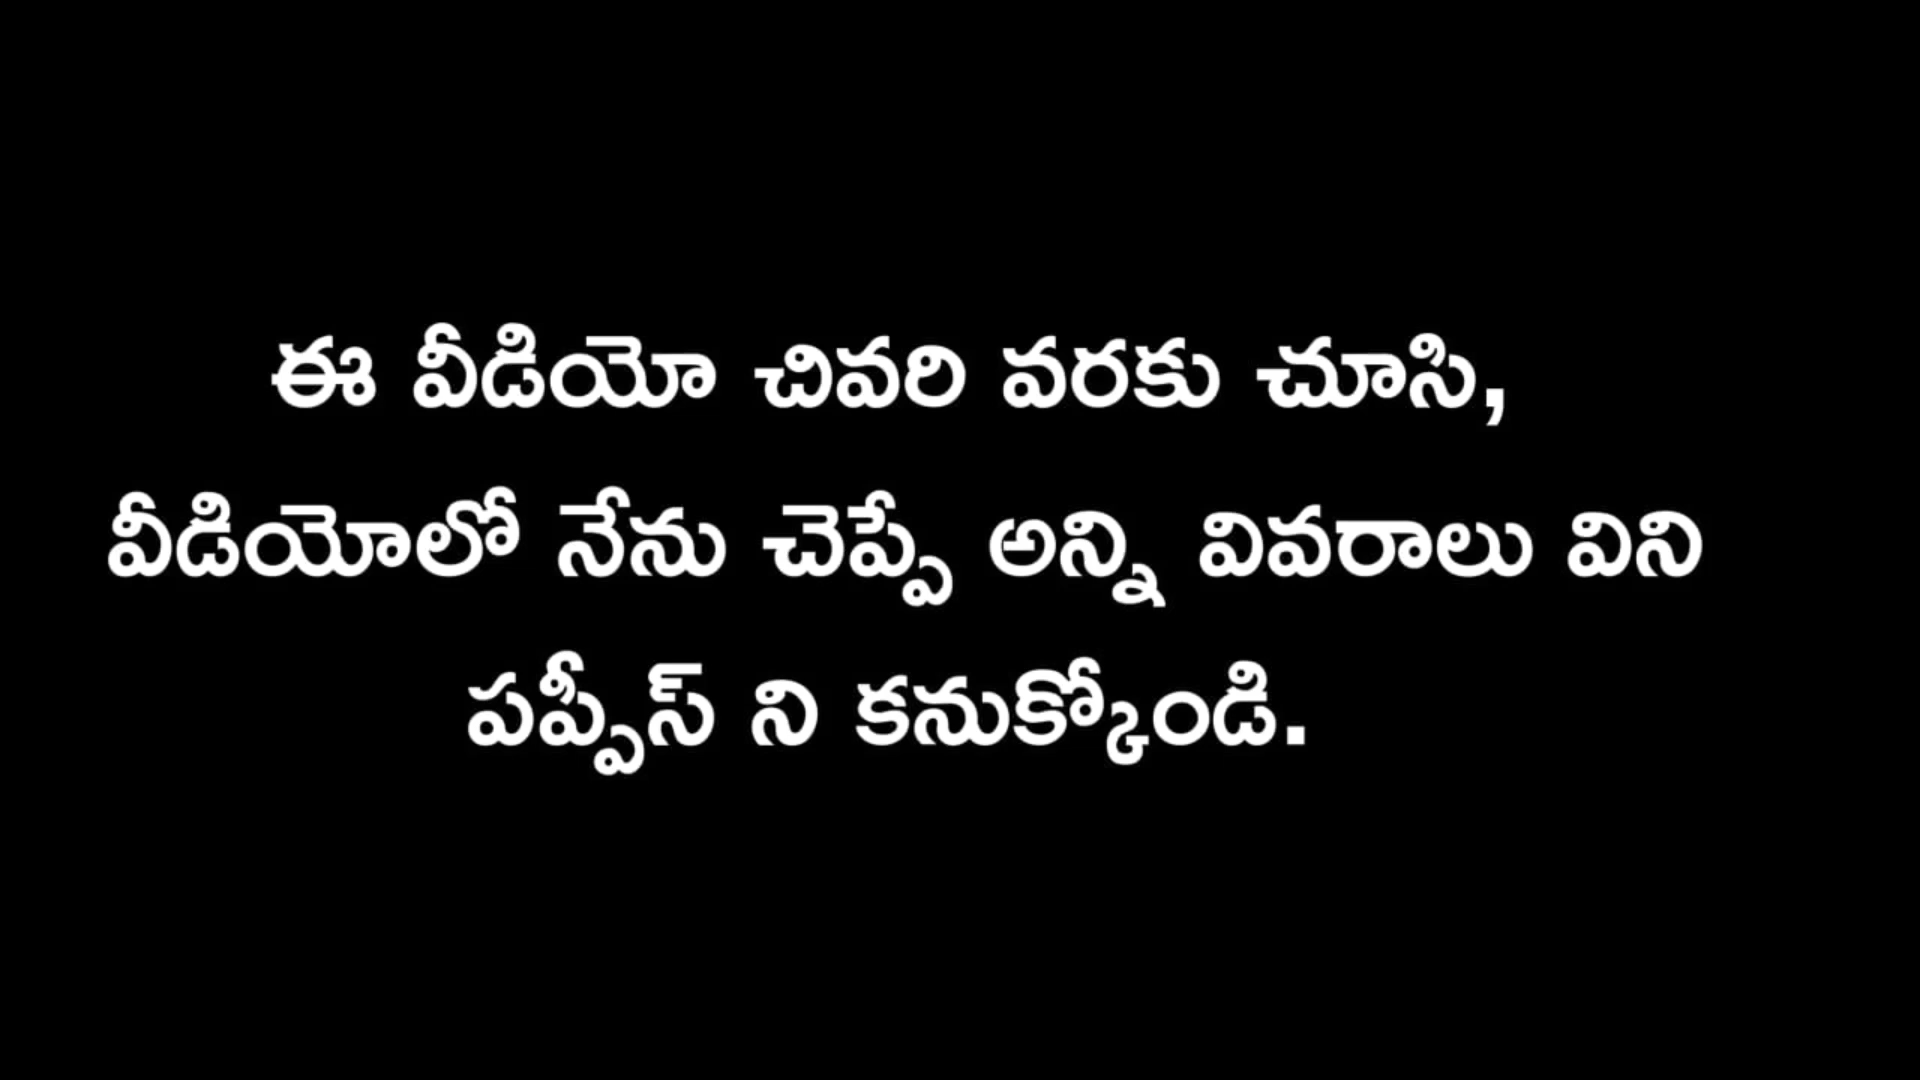 ఈ వీడియో చివరి వరకు చూసి,
వీడియోలో నేను చెప్పే అన్ని వివరాలు విని
పప్పీస్ ని కనుక్కోండి.